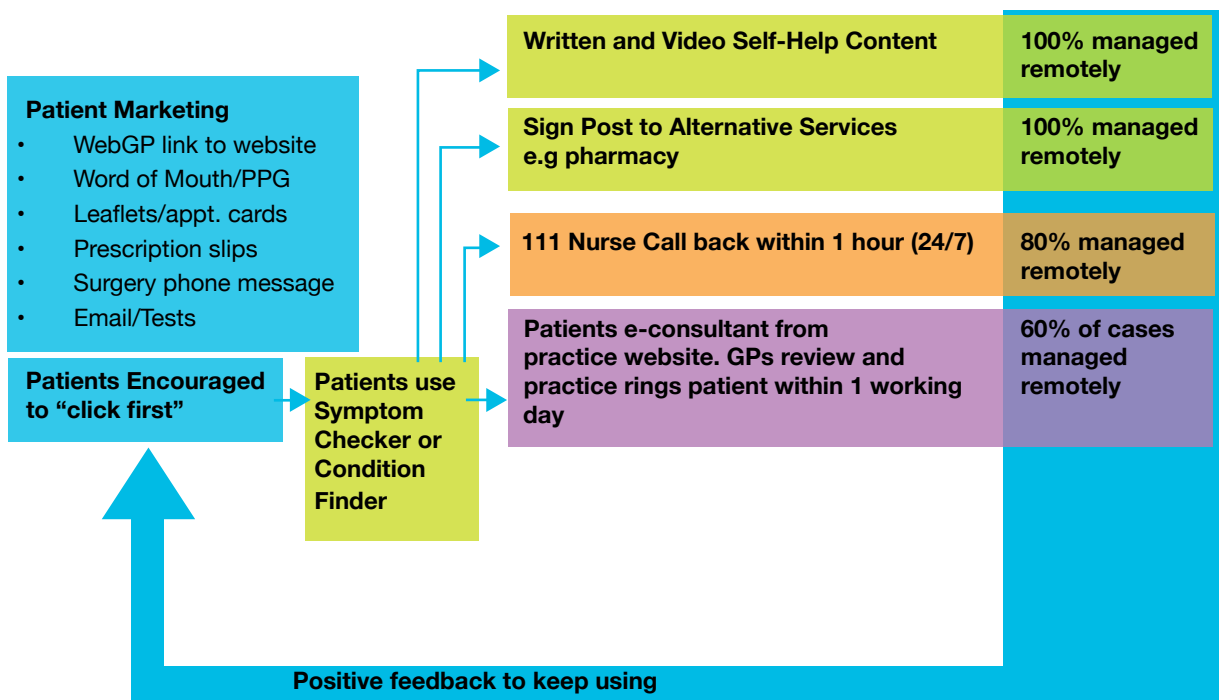 Patient Marketing
• WebGP link to website
• Word of Mouth/PPG
• Leaflets/appt. cards
• Prescription slips
• Surgery phone message
• Email/Tests
Patients Encouraged
to “click first”
Patients use
Symptom
Checker or
Condition
Finder
Written and Video Self-Help Content
100% managed
remotely
Sign Post to Alternative Services
e.g pharmacy
100% managed
remotely
111 Nurse Call back within 1 hour (24/7)
80% managed
remotely
Patients e-consultant from
practice website. GPs review and
practice rings patient within 1 working
day
60% of cases
managed
remotely
Positive feedback to keep using